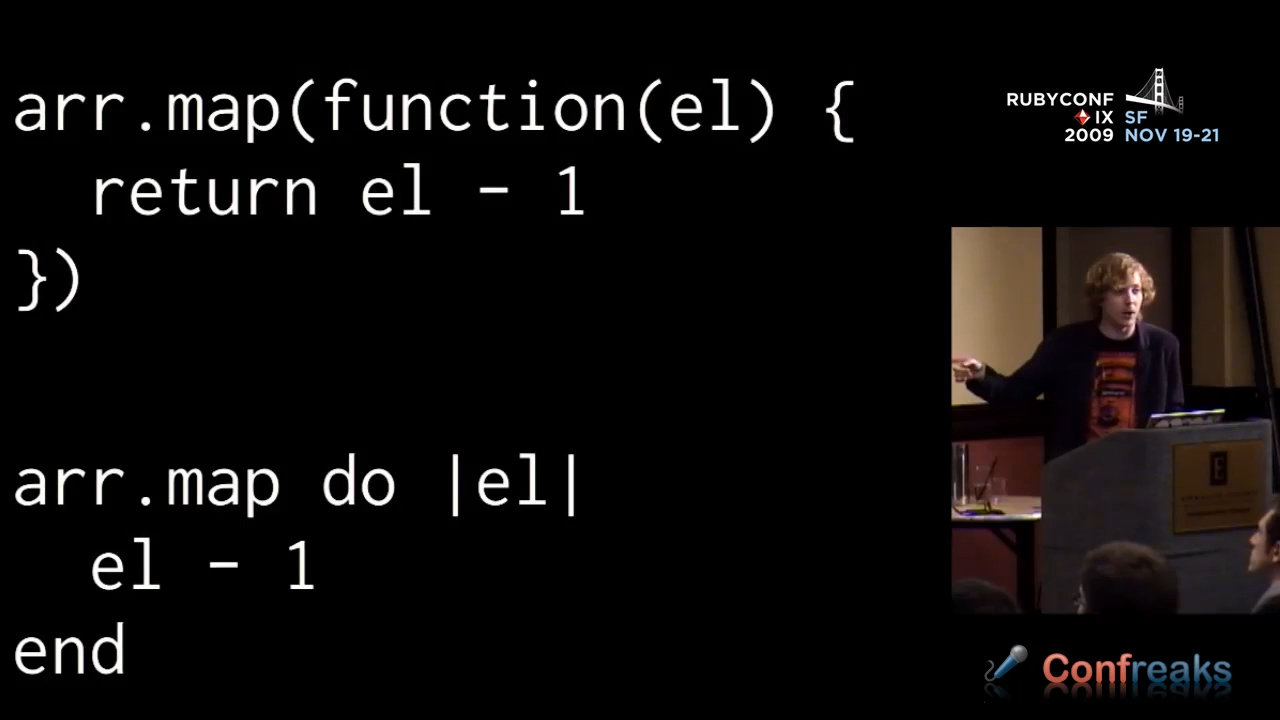 arr.map(function(el) {
  return el - 1
})
arr.map do |el|
  el - 1
end
RUBYCONF
IX SF
2009 NOV 19-21
E
Confreaks